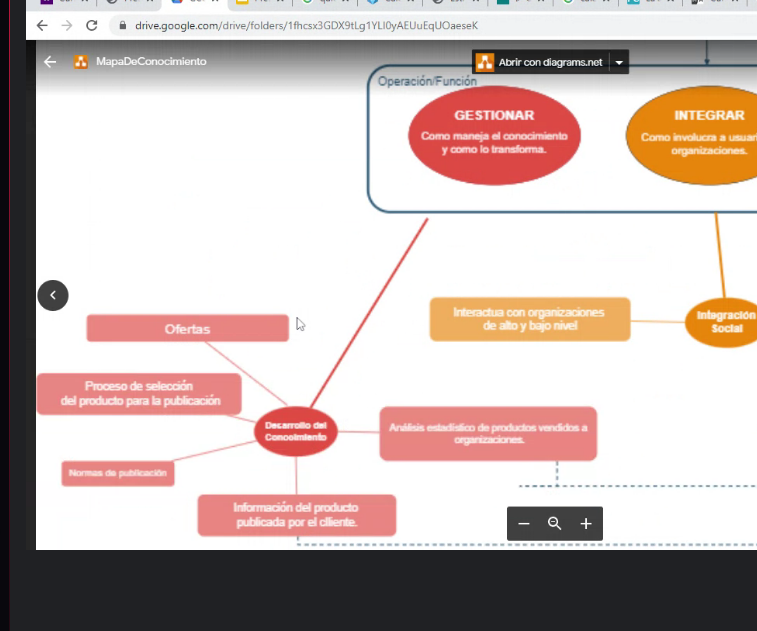 drive.google.com/drive/folders/1fhcsx3GDX9tLg1YLl0yAEUuEqUOaeseK
MapaDeConocimiento
Abrir con diagrams.net
Operación/Función
GESTIONAR
Como maneja el conocimiento
y como lo transforma.
INTEGRAR
Como involucra a
organizaciones.
Interactua con organizaciones
de alto y bajo nivel
Integración
Social
Ofertas
Proceso de selección
del producto para la publicación
Desarrollo del
Conocimiento
Análisis estadístico de productos vendidos a
organizaciones.
Normas de publicación
Información del producto
publicada por el cliente.